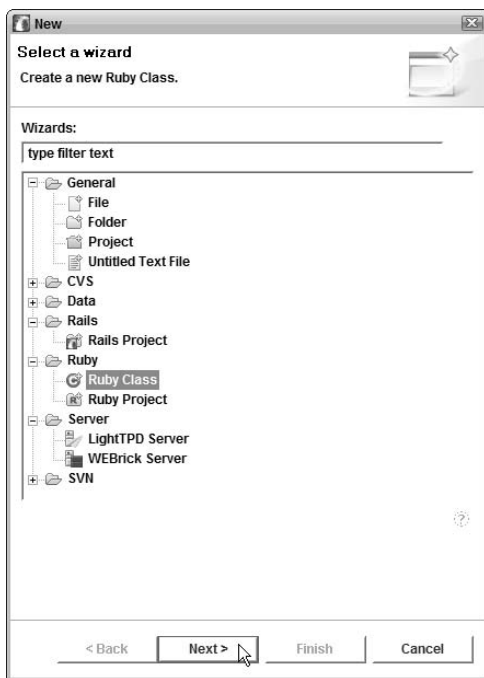 New
Select a wizard
Create a new Ruby Class.
Wizards:
type filter text
General
File
Folder
Project
Untitled Text File
CVS
Data
Rails
Rails Project
Ruby
Ruby Class
Ruby Project
Server
LightTPD Server
WEBrick Server
SVN
?
< Back Next > Finish Cancel